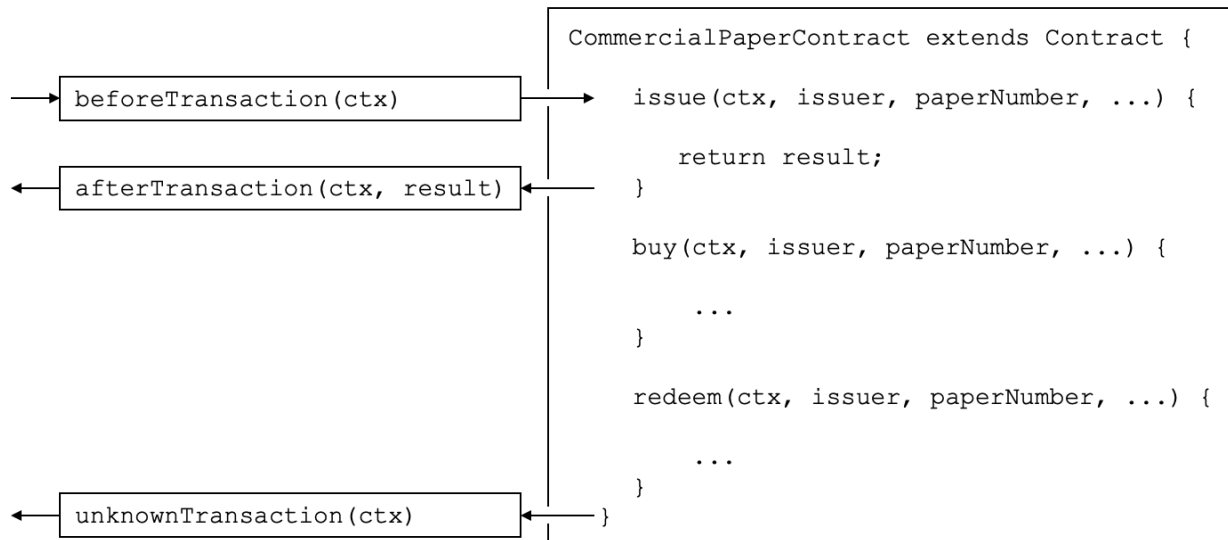 CommercialPaperContract extends Contract {
beforeTransaction(ctx)
issue(ctx, issuer, paperNumber, ...) {
return result;
afterTransaction(ctx, result)
}
buy(ctx, issuer, paperNumber, ...) {
...
}
redeem(ctx, issuer, paperNumber, ...) {
...
}
unknownTransaction(ctx)
}